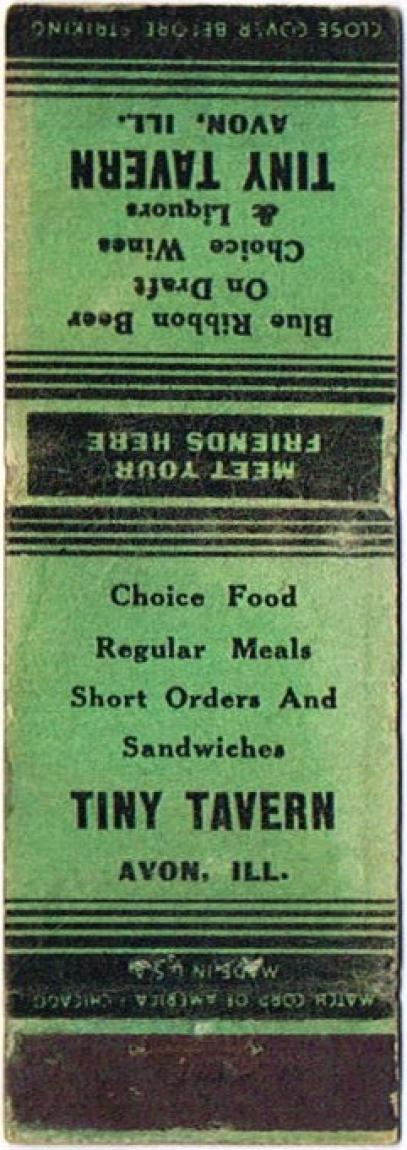 CLOSE COVER BEFORE STRIKING
Blue Ribbon Beer
On Draft
Choice Wines
& Liquors
TINY TAVERN
AVON, ILL.
MEET YOUR
FRIENDS HERE
Choice Food
Regular Meals
Short Orders And
Sandwiches
TINY TAVERN
AVON, ILL.
MATCH CORP. OF AMERICA, CHICAGO
MADE IN U.S.A.